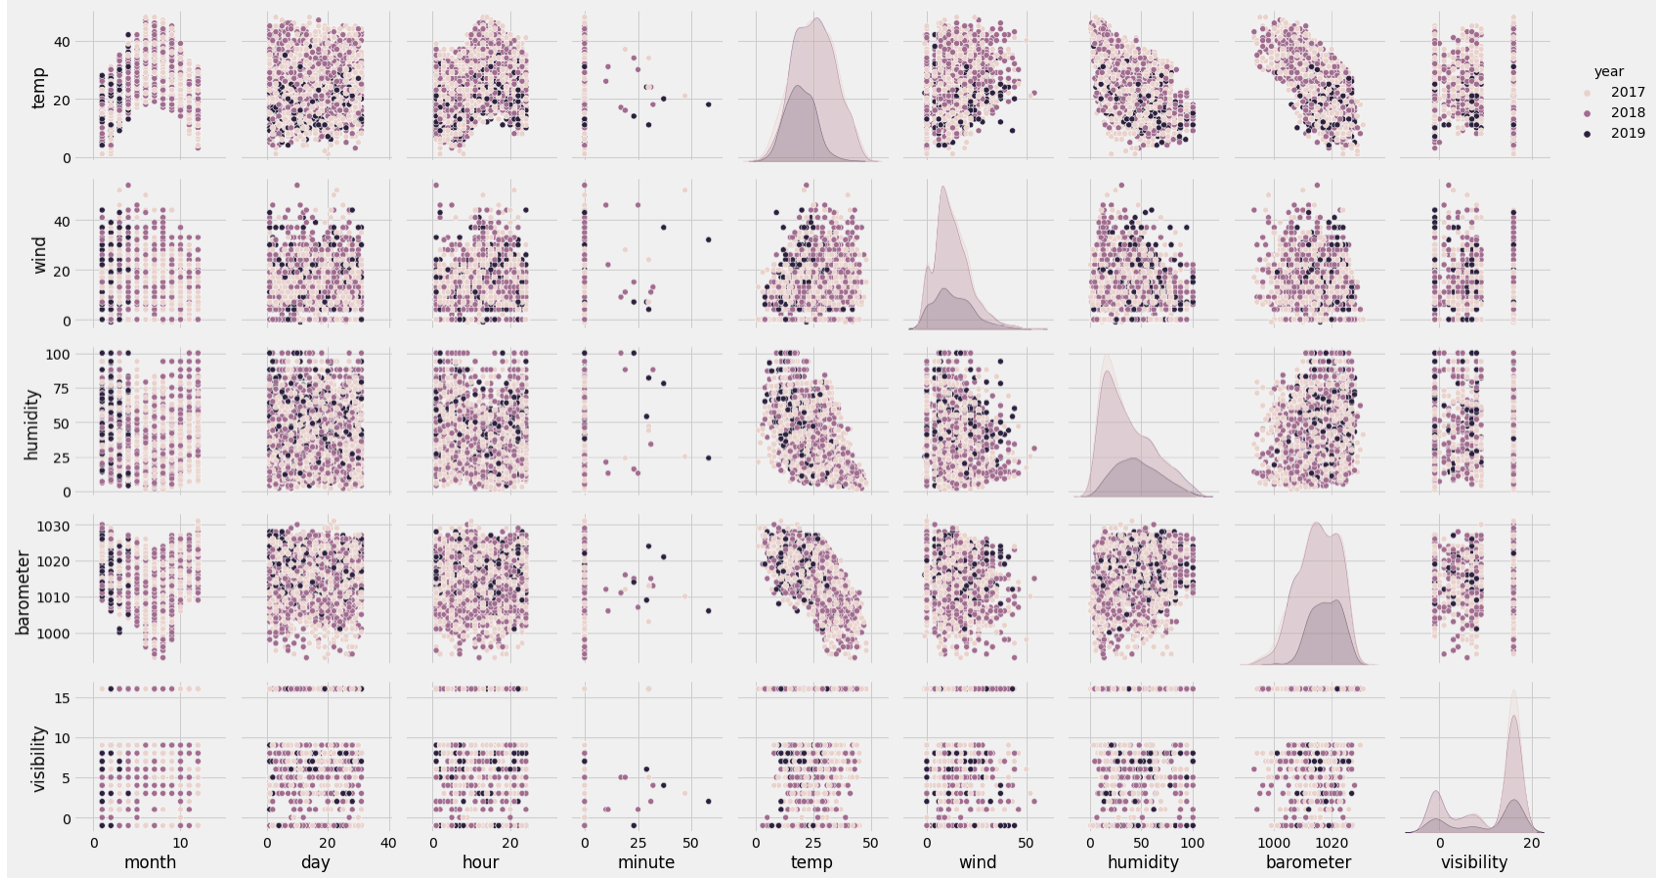 temp
40
20
0
year
2017
2018
2019
wind
40
20
0
humidity
100
75
50
25
0
barometer
1030
1020
1010
1000
visibility
15
10
5
0
0 10 0 20 40 0 20 0 25 50 0 25 50 0 50 0 50 100 1000 1020 0 20
month day hour minute temp wind humidity barometer visibility